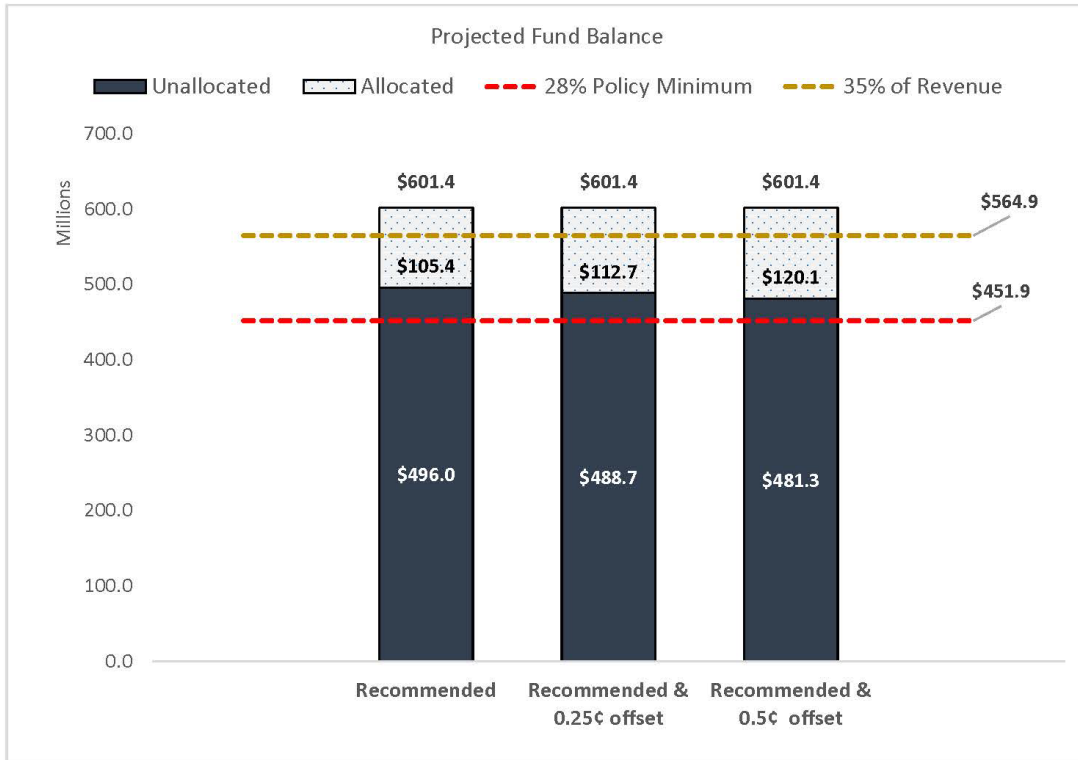 Projected Fund Balance
Unallocated Allocated 28% Policy Minimum 35% of Revenue
Millions
700.0
600.0
500.0
400.0
300.0
200.0
100.0
0.0
$601.4 $601.4 $601.4
$564.9
$105.4 $112.7 $120.1
$451.9
$496.0 $488.7 $481.3
Recommended Recommended & Recommended &
0.25¢ offset 0.5¢ offset